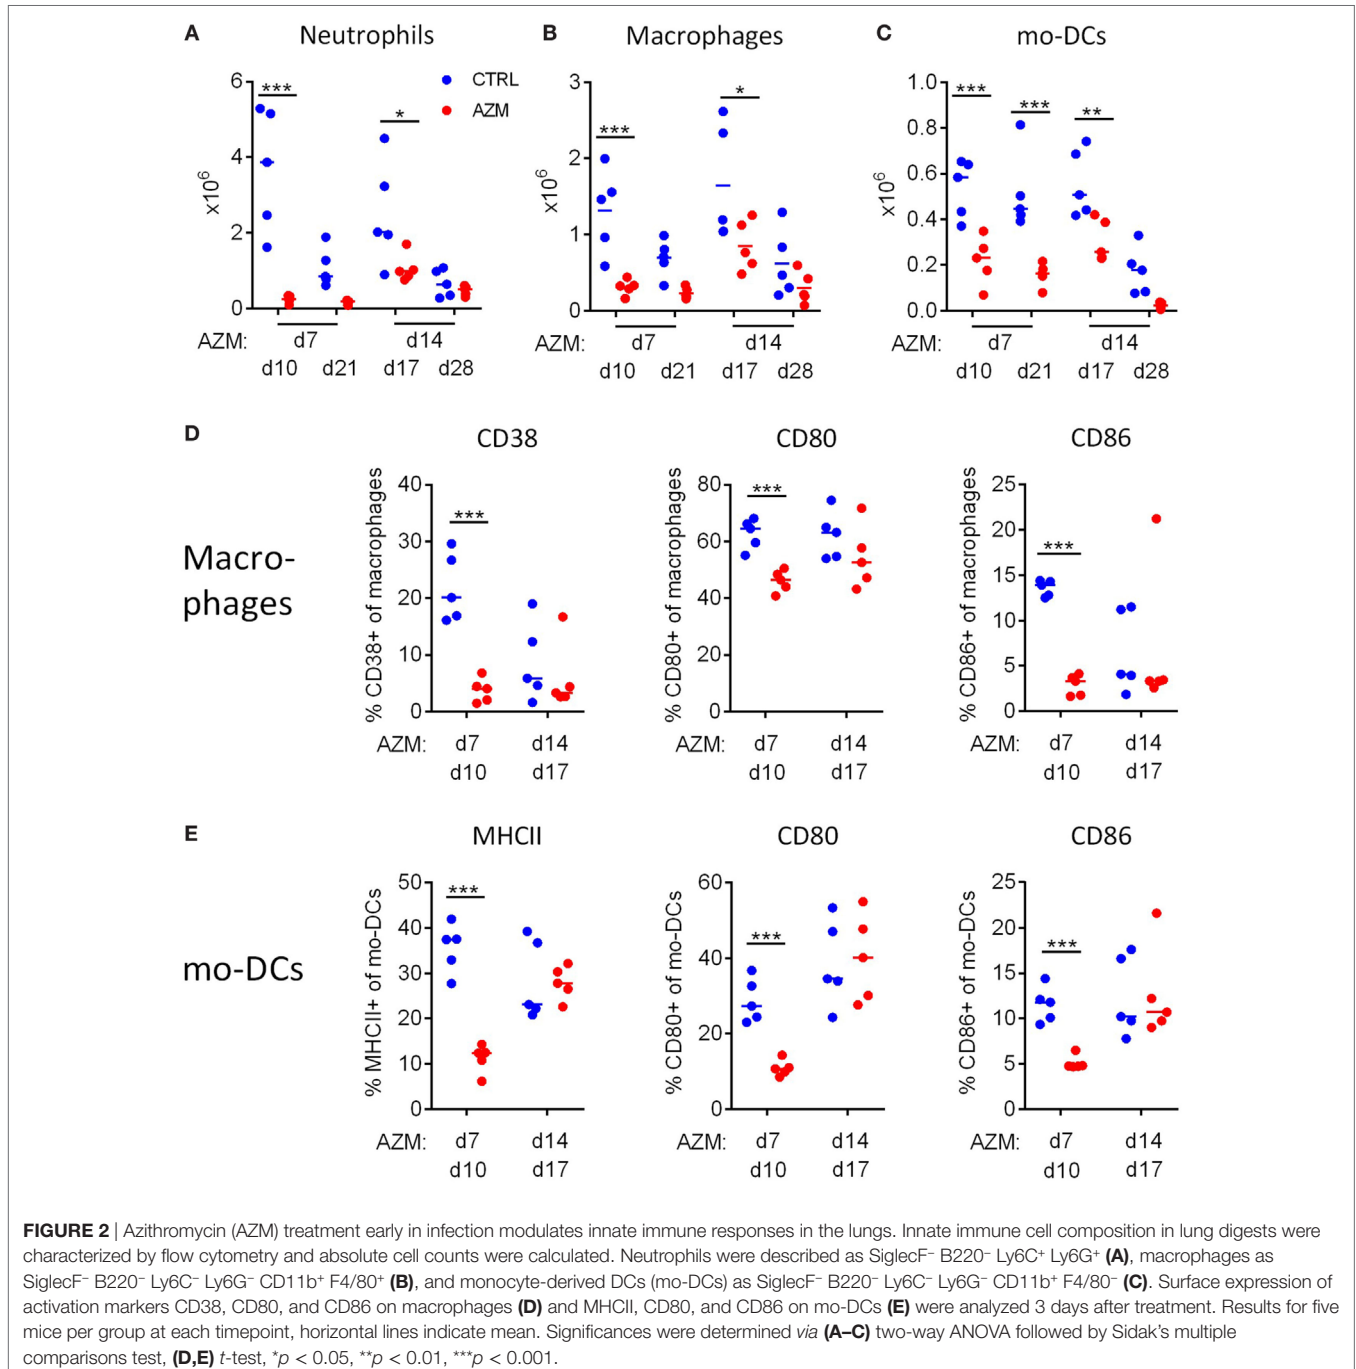 A Neutrophils B Macrophages C mo-DCs
6 *** CTRL 3 * 1.0 *** ***
AZM * *** ** 
4 2 0.8
x10⁶ x10⁶ x10⁶ 0.6
2 1 0.4
0.2
0 0 0.0
AZM: d7 d14 AZM: d7 d14 AZM: d7 d14
d10 d21 d17 d28 d10 d21 d17 d28 d10 d21 d17 d28
D CD38 CD80 CD86
Macro-
phages
% CD38+ of macrophages % CD80+ of macrophages % CD86+ of macrophages
40 80 25
*** *** 20
30 60 ***
20 40 15
10
10 20 5
0 0 0
AZM: d7 d14 AZM: d7 d14 AZM: d7 d14
d10 d17 d10 d17 d10 d17
E MHCII CD80 CD86
mo-DCs
% MHCII+ of mo-DCs % CD80+ of mo-DCs % CD86+ of mo-DCs
50 60 25
*** *** ***
40 20
30 40 15
20 20 10
10 5
0 0 0
AZM: d7 d14 AZM: d7 d14 AZM: d7 d14
d10 d17 d10 d17 d10 d17
FIGURE 2 | Azithromycin (AZM) treatment early in infection modulates innate immune responses in the lungs. Innate immune cell composition in lung digests were
characterized by flow cytometry and absolute cell counts were calculated. Neutrophils were described as SiglecF⁻ B220⁻ Ly6C⁺ Ly6G⁺ (A), macrophages as
SiglecF⁻ B220⁻ Ly6C⁻ Ly6G⁻ CD11b⁺ F4/80⁺ (B), and monocyte-derived DCs (mo-DCs) as SiglecF⁻ B220⁻ Ly6C⁻ Ly6G⁻ CD11b⁺ F4/80⁻ (C). Surface expression of
activation markers CD38, CD80, and CD86 on macrophages (D) and MHCII, CD80, and CD86 on mo-DCs (E) were analyzed 3 days after treatment. Results for five
mice per group at each timepoint, horizontal lines indicate mean. Significances were determined via (A–C) two-way ANOVA followed by Sidak's multiple
comparisons test, (D,E) t-test, *p < 0.05, **p < 0.01, ***p < 0.001.